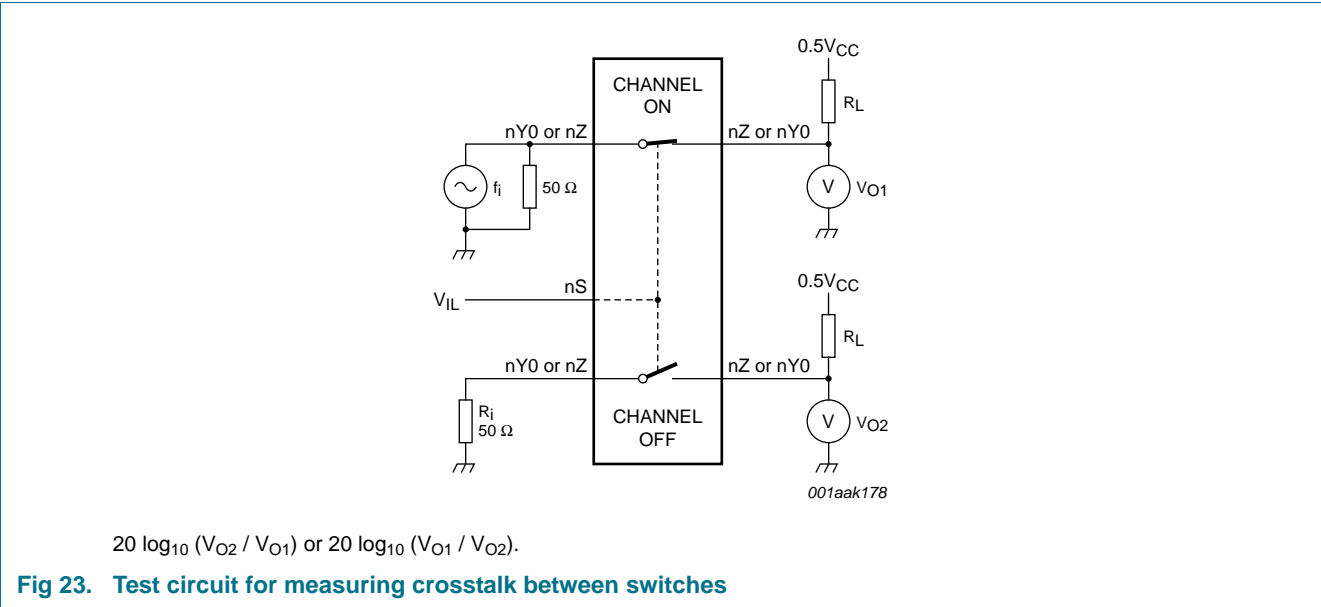 0.5VCC
CHANNEL
ON
RL
nY0 or nZ
nZ or nY0
fi
50 Ω
V
VO1
nS
VIL
0.5VCC
RL
nY0 or nZ
nZ or nY0
Ri
50 Ω
CHANNEL
OFF
V
VO2
001aak178
20 log10 (VO2 / VO1) or 20 log10 (VO1 / VO2).
Fig 23. Test circuit for measuring crosstalk between switches